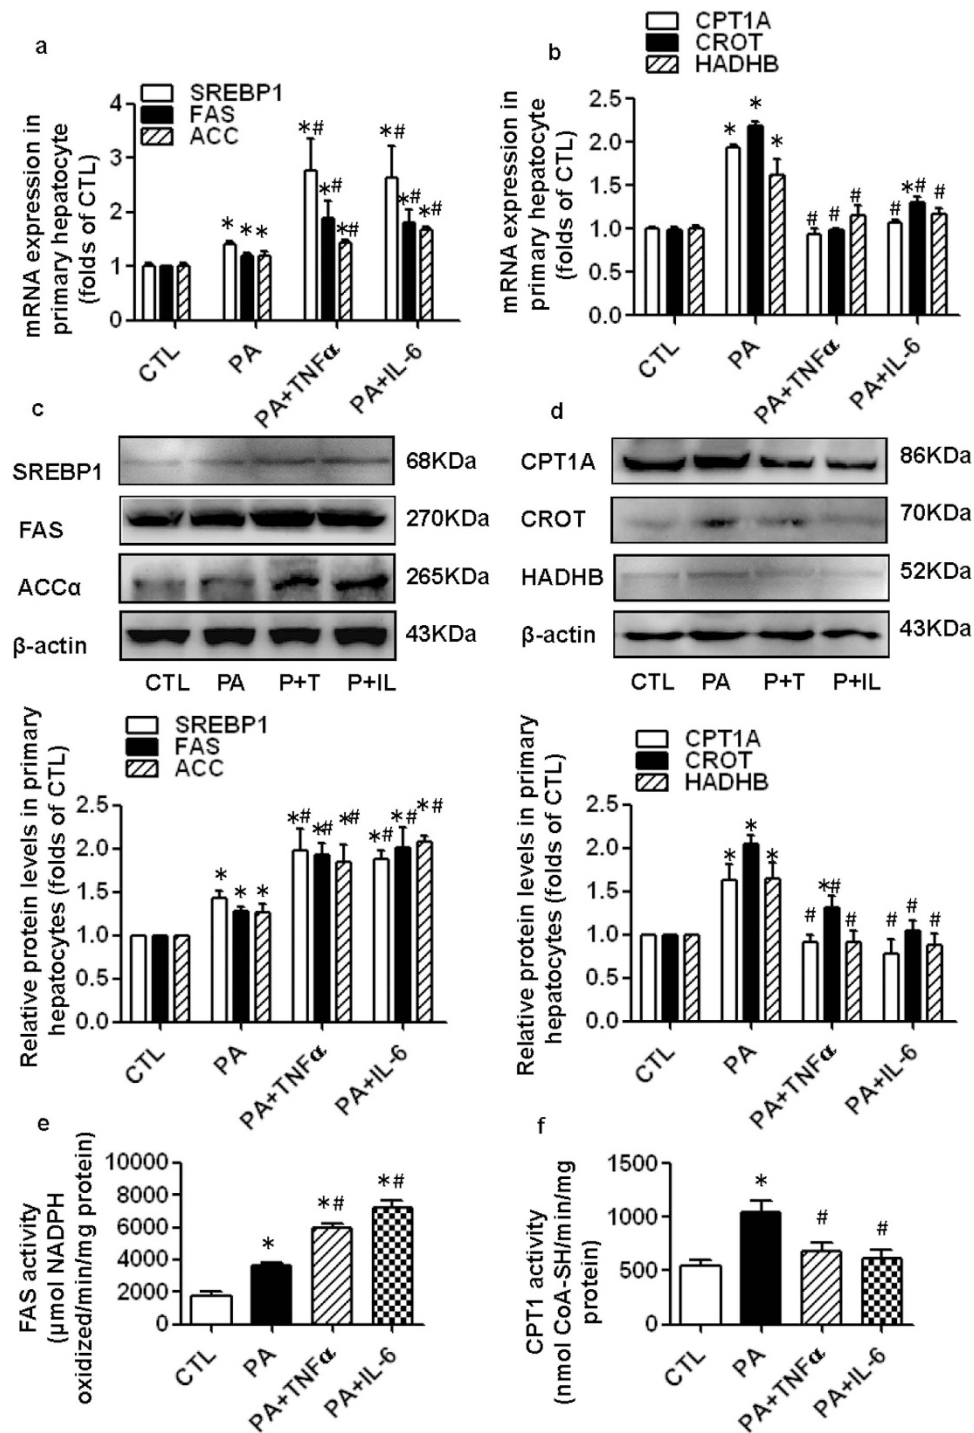 a
SREBP1
FAS
ACC
mRNA expression in
primary hepatocyte
(folds of CTL)
4
3
2
1
0
*
*
*
*#
*#
*#
*#
*#
*#
CTL
PA
PA+TNFα
PA+IL-6
b
CPT1A
CROT
HADHB
mRNA expression in
primary hepatocyte
(folds of CTL)
2.5
2.0
1.5
1.0
0.5
0.0
*
*
*
#
#
#
#
*#
#
CTL
PA
PA+TNFα
PA+IL-6
c
SREBP1
68KDa
FAS
270KDa
ACCα
265KDa
β-actin
43KDa
CTL PA P+T P+IL
SREBP1
FAS
ACC
Relative protein levels in primary
hepatocytes (folds of CTL)
2.5
2.0
1.5
1.0
0.5
0.0
*
*
*
*#
*#
*#
*#
*#
*#
CTL
PA
PA+TNFα
PA+IL-6
d
CPT1A
86KDa
CROT
70KDa
HADHB
52KDa
β-actin
43KDa
CTL PA P+T P+IL
CPT1A
CROT
HADHB
Relative protein levels in primary
hepatocytes (folds of CTL)
2.5
2.0
1.5
1.0
0.5
0.0
*
*
*
#
*#
#
#
#
#
CTL
PA
PA+TNFα
PA+IL-6
e
FAS activity
(μmol NADPH
oxidized/min/mg protein)
10000
8000
6000
4000
2000
0
*
*#
*#
CTL
PA
PA+TNFα
PA+IL-6
f
CPT1 activity
(nmol CoA-SH/min/mg
protein)
1500
1000
500
0
*
#
#
CTL
PA
PA+TNFα
PA+IL-6